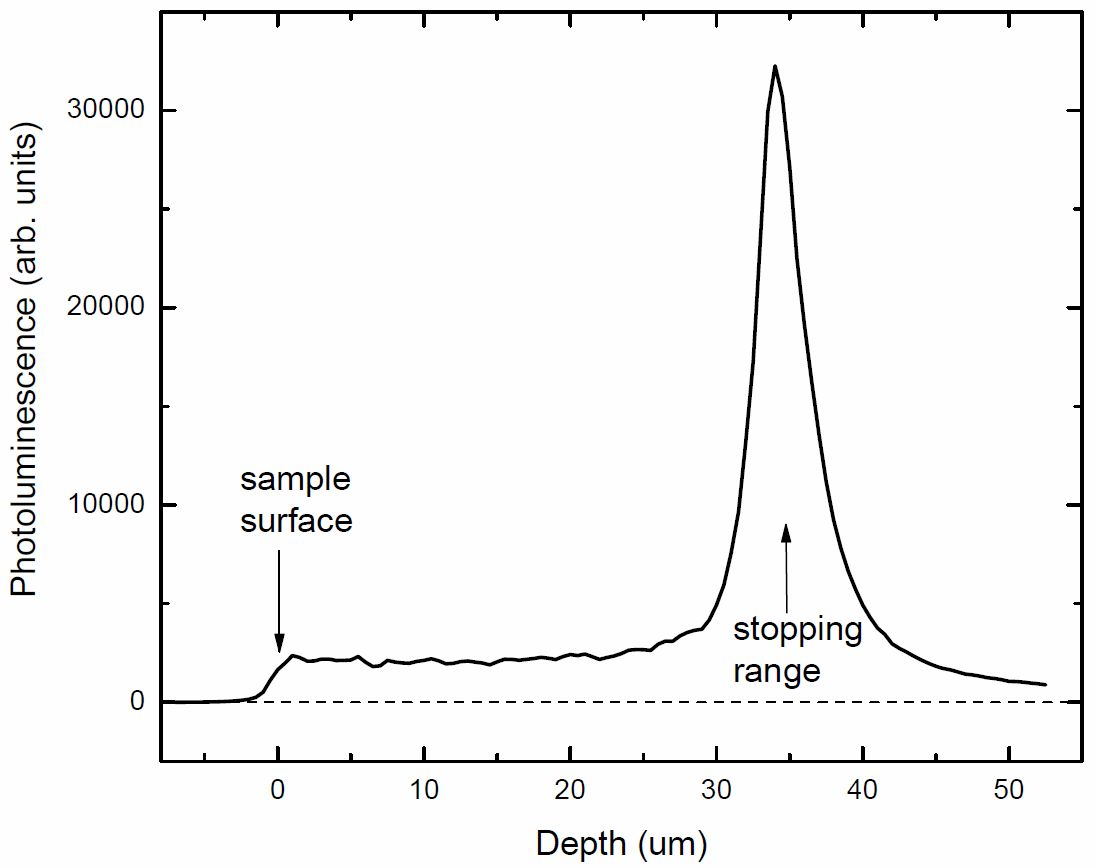 Photoluminescence (arb. units)
30000
20000
10000
0
sample
surface
stopping
range
0 10 20 30 40 50
Depth (um)